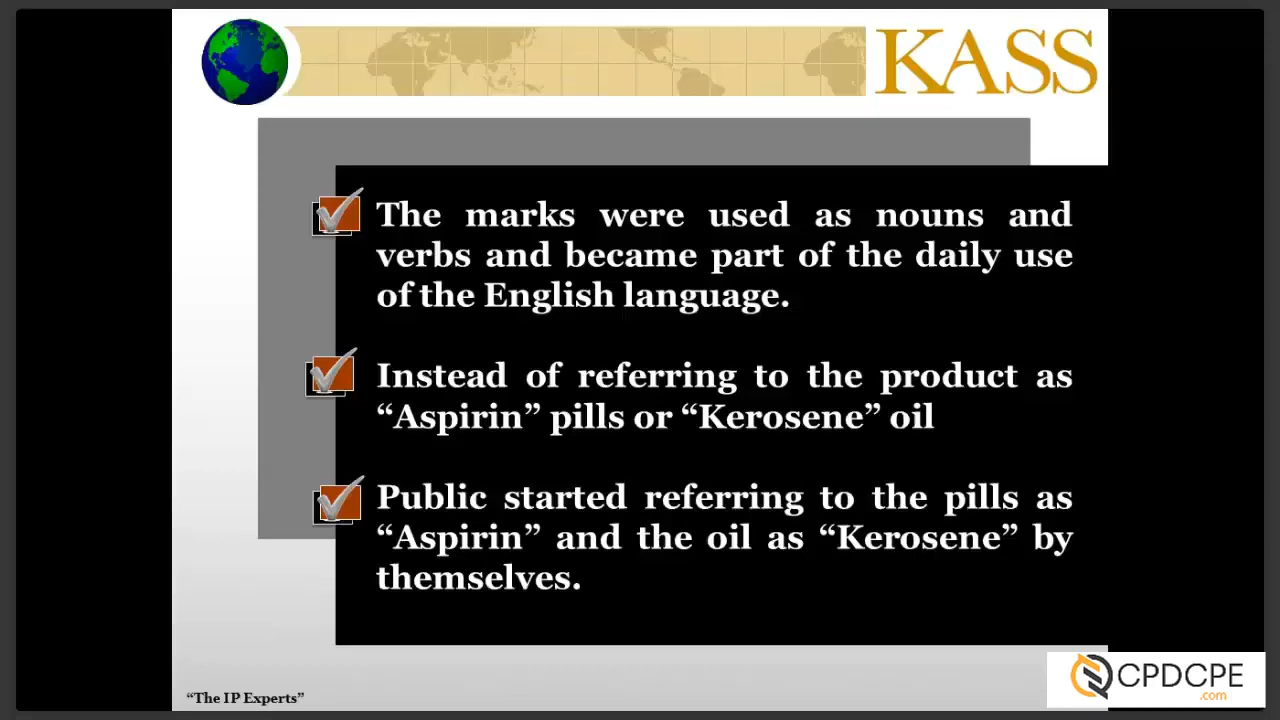 KASS
The marks were used as nouns and
verbs and became part of the daily use
of the English language.
Instead of referring to the product as
“Aspirin” pills or “Kerosene” oil
Public started referring to the pills as
“Aspirin” and the oil as “Kerosene” by
themselves.
“The IP Experts”
CPDCPE
.com